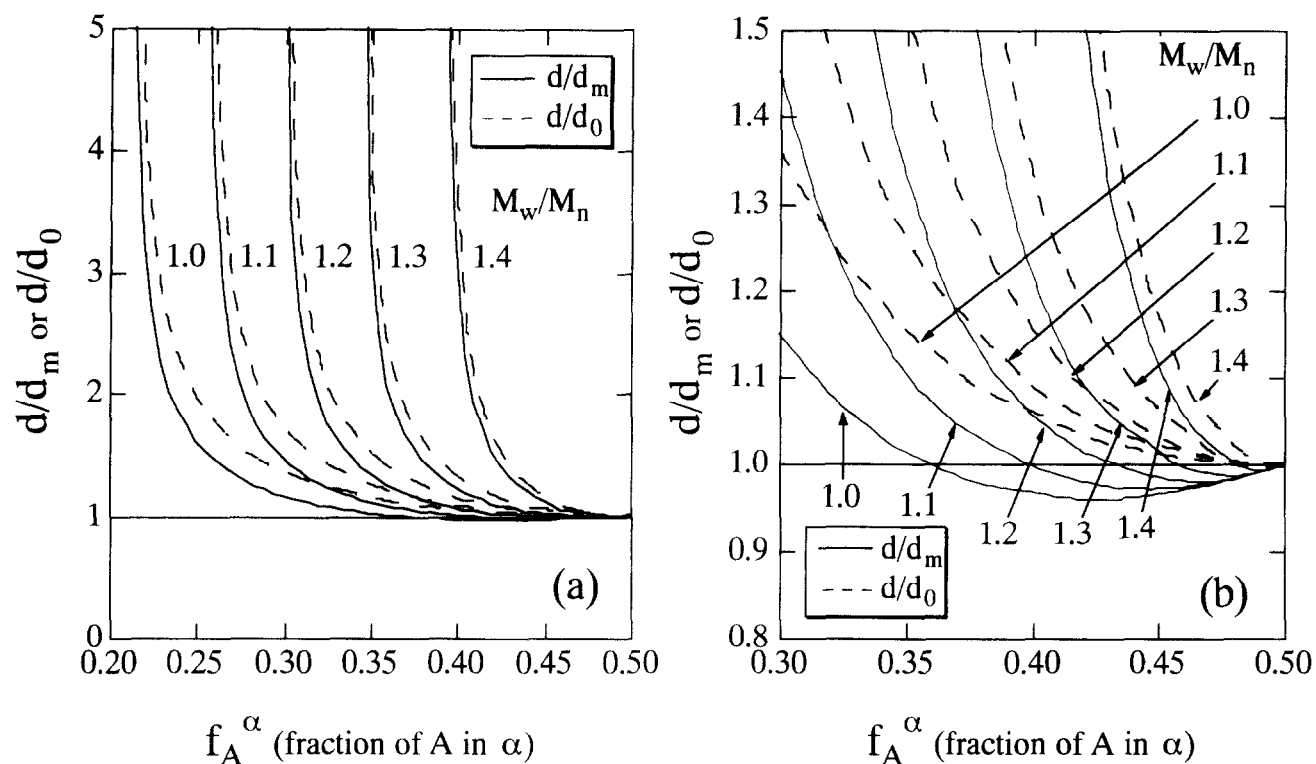 5
4
3
2
1
0
d/d_m or d/d_0
d/d_m
d/d_0
M_w/M_n
1.0 1.1 1.2 1.3 1.4
(a)
0.20 0.25 0.30 0.35 0.40 0.45 0.50
f_A^α (fraction of A in α)
1.5
1.4
1.3
1.2
1.1
1.0
0.9
0.8
d/d_m or d/d_0
M_w/M_n
1.0
1.1
1.2
1.3
1.4
1.0 1.1 1.2 1.3 1.4
d/d_m
d/d_0
(b)
0.30 0.35 0.40 0.45 0.50
f_A^α (fraction of A in α)